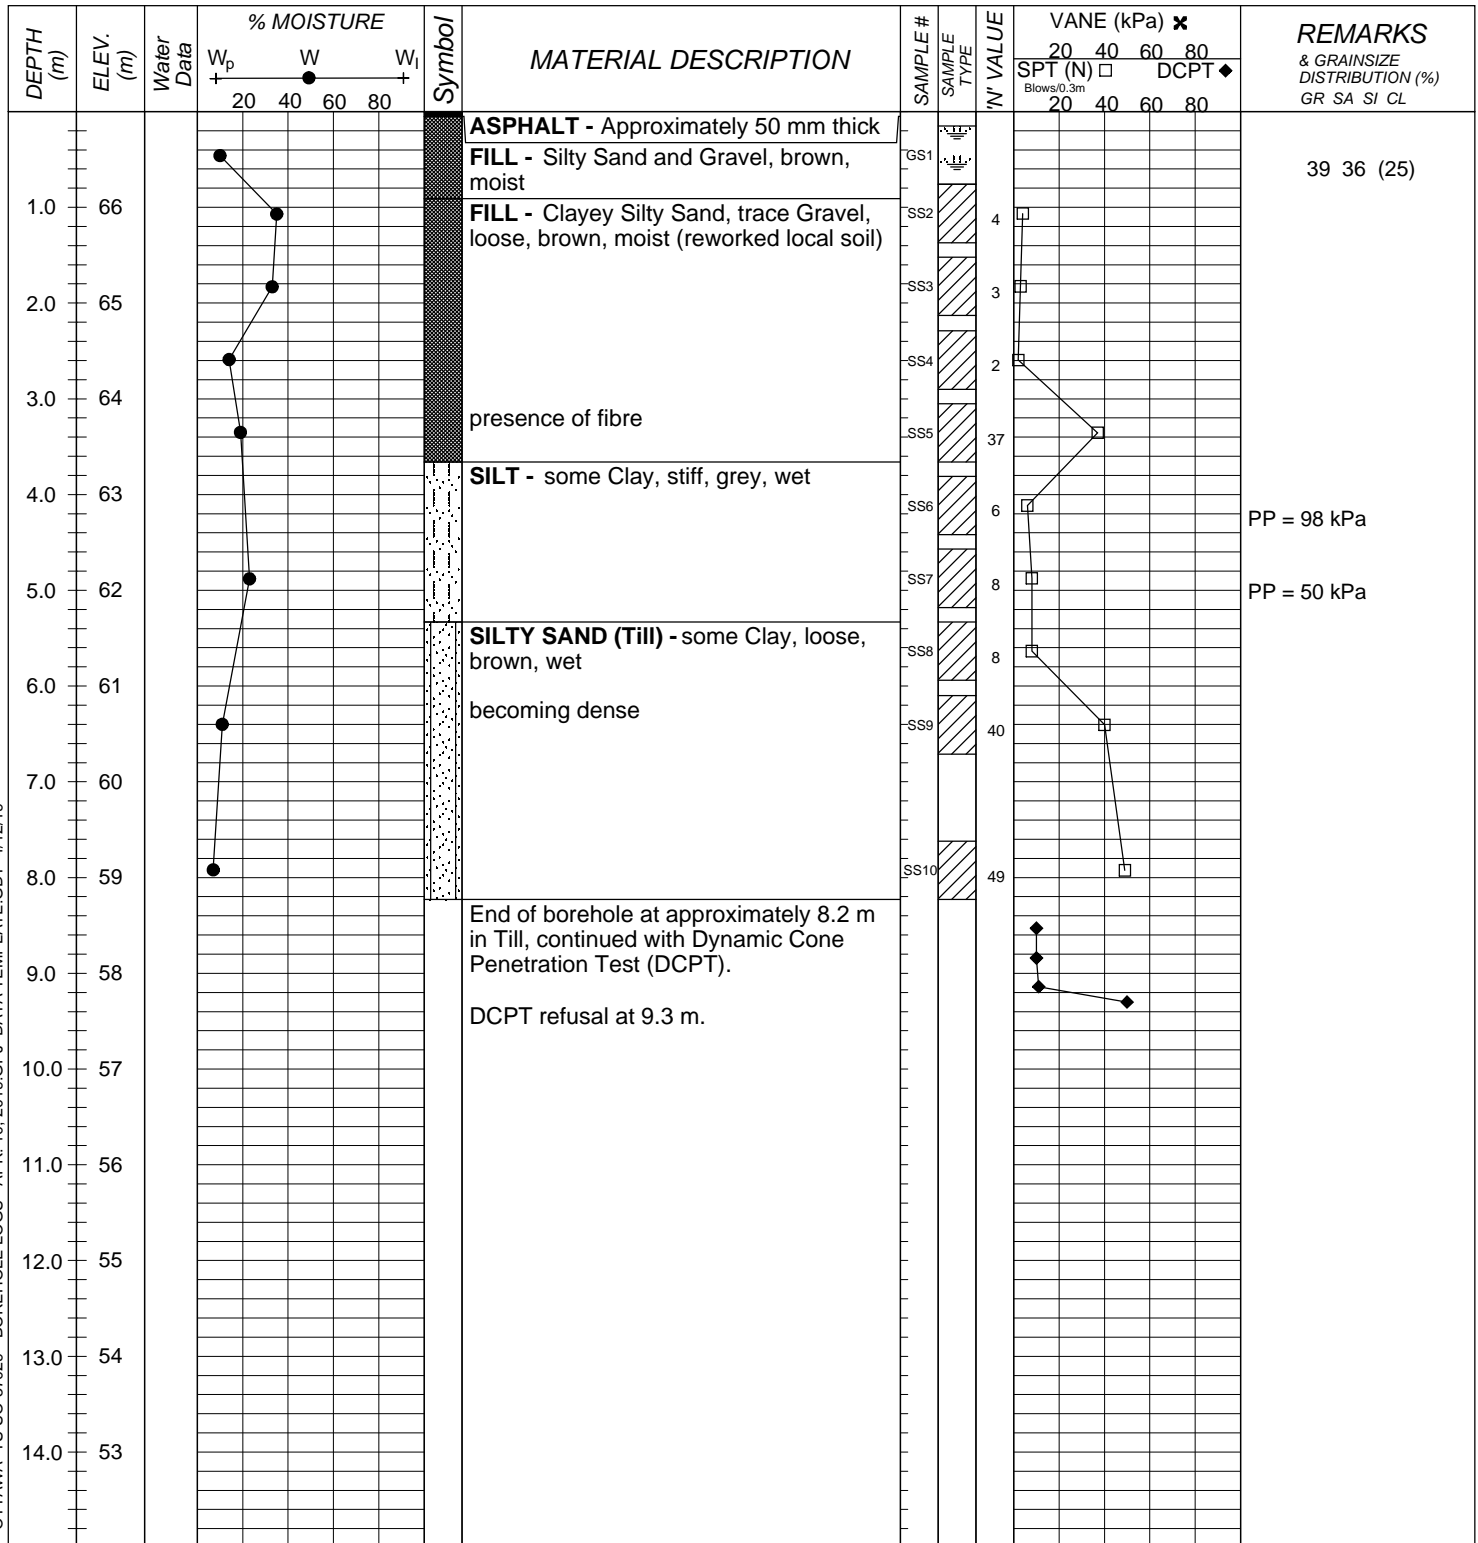 DEPTH (m)
ELEV. (m)
Water Data
% MOISTURE
Wp W Wl
20 40 60 80
Symbol
MATERIAL DESCRIPTION
SAMPLE #
SAMPLE TYPE
'N' VALUE
VANE (kPa) ✖
20 40 60 80
SPT (N) □ DCPT ◆
Blows/0.3m
20 40 60 80
REMARKS
& GRAINSIZE
DISTRIBUTION (%)
GR SA SI CL
ASPHALT - Approximately 50 mm thick
FILL - Silty Sand and Gravel, brown,
moist
GS1
39 36 (25)
1.0 66
FILL - Clayey Silty Sand, trace Gravel,
loose, brown, moist (reworked local soil)
SS2 4
SS3 3
2.0 65
SS4 2
3.0 64
presence of fibre
SS5 37
SILT - some Clay, stiff, grey, wet
4.0 63
SS6 6
PP = 98 kPa
SS7 8
5.0 62
PP = 50 kPa
SILTY SAND (Till) - some Clay, loose,
brown, wet
SS8 8
6.0 61
becoming dense
SS9 40
7.0 60
8.0 59
SS10 49
End of borehole at approximately 8.2 m
in Till, continued with Dynamic Cone
Penetration Test (DCPT).
9.0 58
DCPT refusal at 9.3 m.
10.0 57
11.0 56
12.0 55
13.0 54
14.0 53